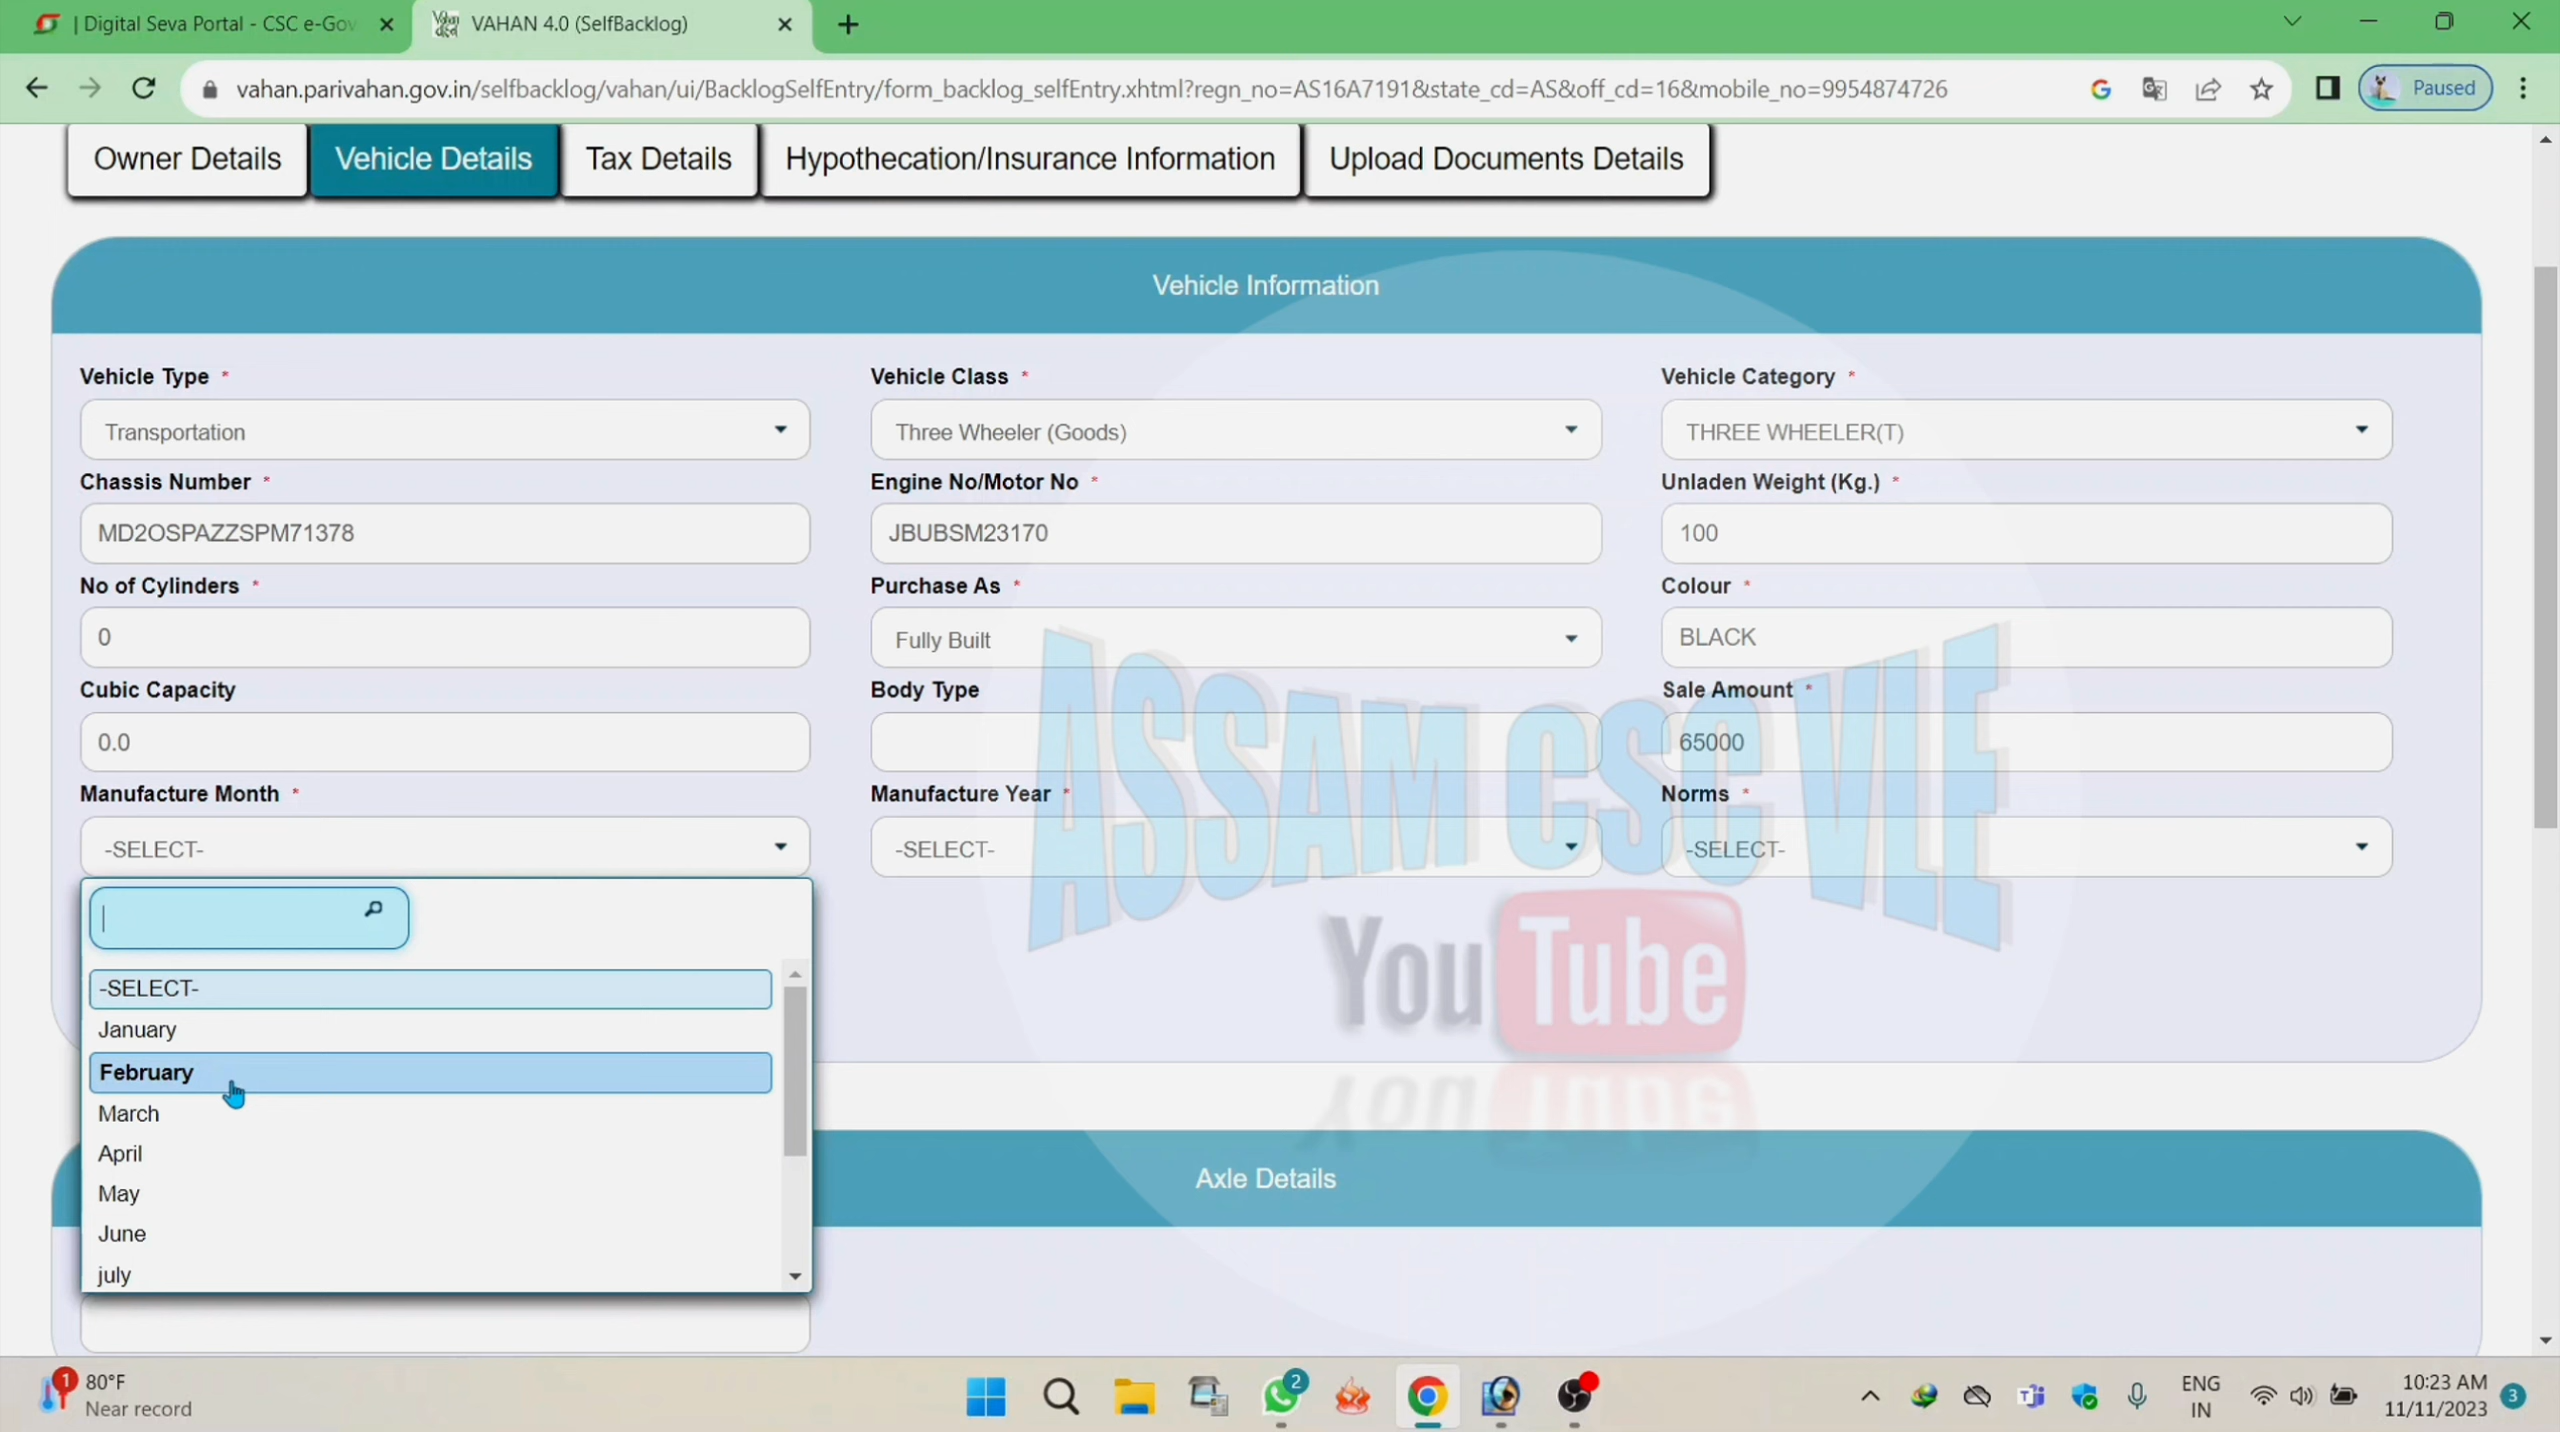 | Digital Seva Portal - CSC e-Gov
VAHAN 4.0 (SelfBacklog)
vahan.parivahan.gov.in/selfbacklog/vahan/ui/BacklogSelfEntry/form_backlog_selfEntry.xhtml?regn_no=AS16A7191&state_cd=AS&off_cd=16&mobile_no=9954874726
Paused
Owner Details
Vehicle Details
Tax Details
Hypothecation/Insurance Information
Upload Documents Details
Vehicle Information
Vehicle Type *
Vehicle Class *
Vehicle Category *
Transportation
Three Wheeler (Goods)
THREE WHEELER(T)
Chassis Number *
Engine No/Motor No *
Unladen Weight (Kg.) *
MD2OSPAZZSPM71378
JBUBSM23170
100
No of Cylinders *
Purchase As *
Colour *
0
Fully Built
BLACK
Cubic Capacity
Body Type
Sale Amount *
0.0
65000
Manufacture Month *
Manufacture Year *
Norms *
-SELECT-
-SELECT-
-SELECT-
-SELECT-
January
February
March
April
May
June
july
ASSAM CSC VLE
YouTube
Axle Details
1
80°F
Near record
2
ENG
IN
10:23 AM
11/11/2023
3